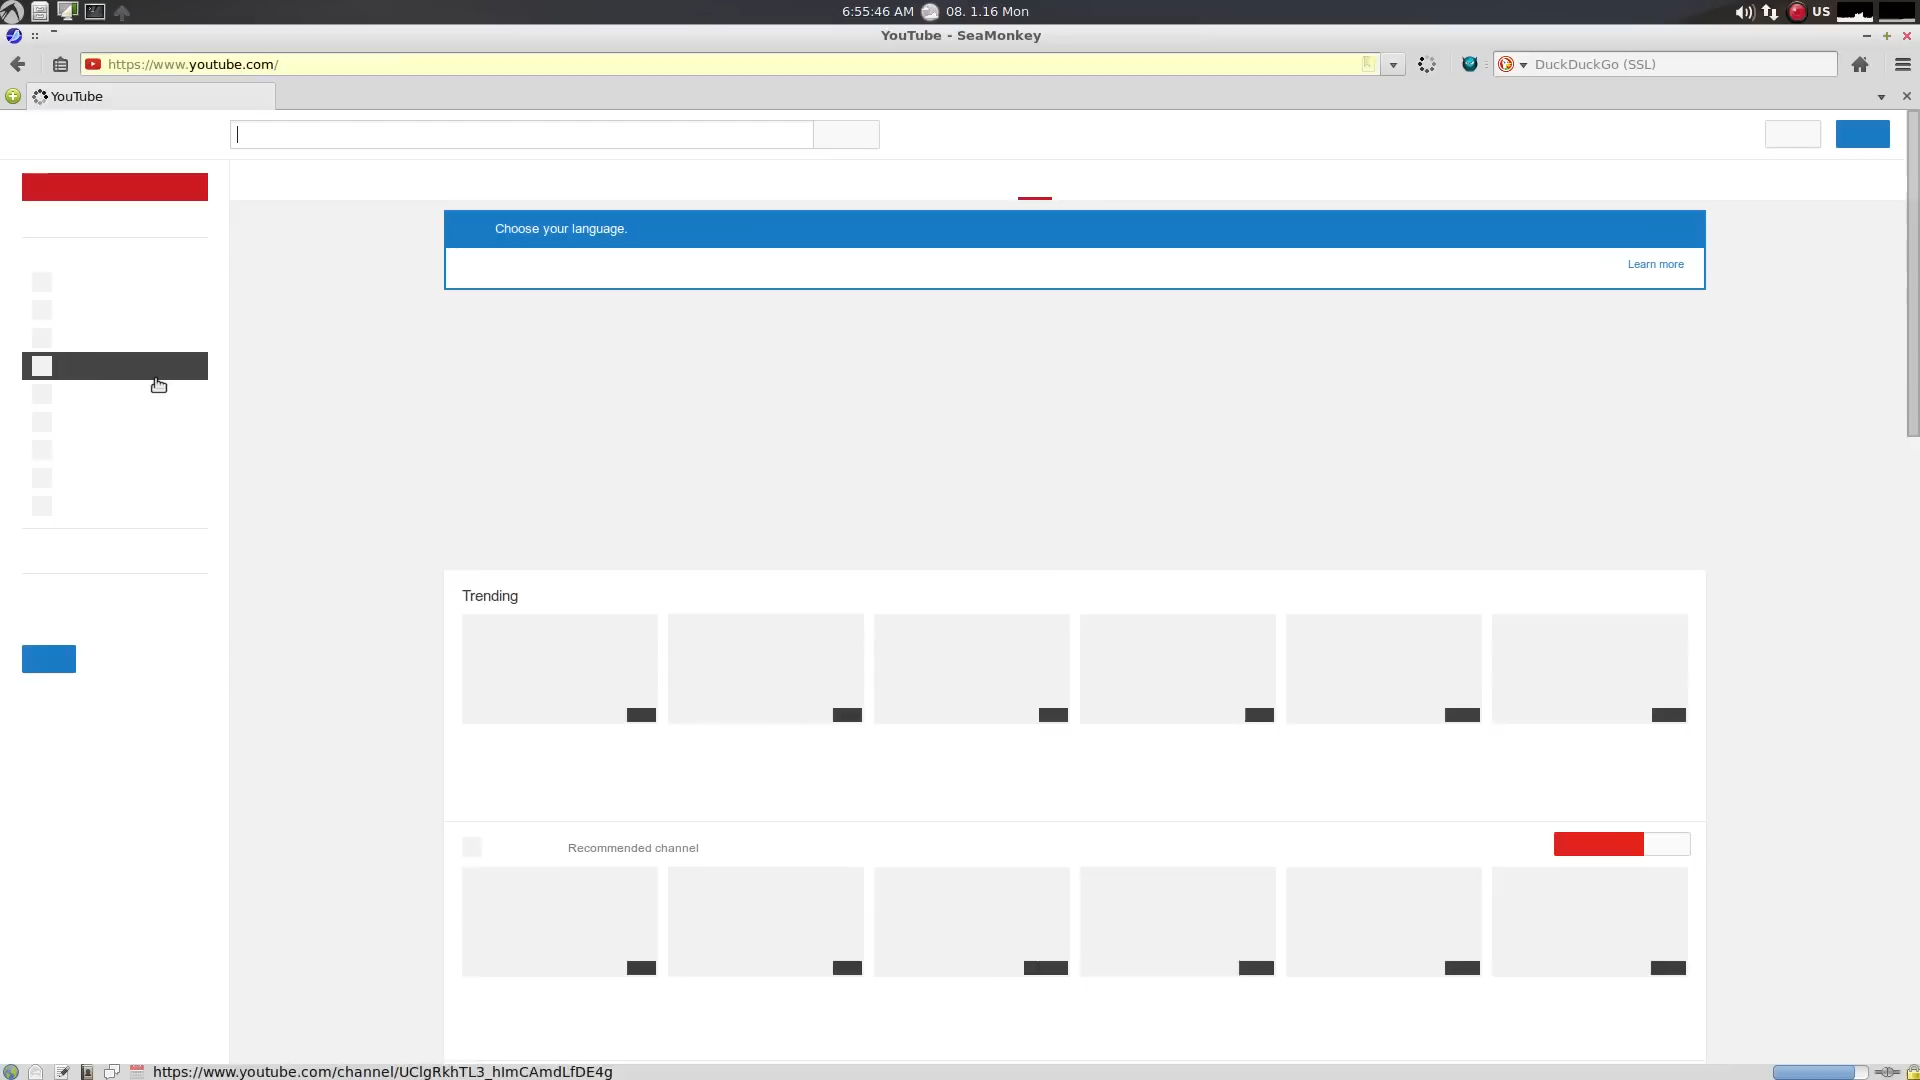 6:55:46 AM 08. 1.16 Mon
US
YouTube - SeaMonkey
https://www.youtube.com/
DuckDuckGo (SSL)
YouTube
Choose your language.
Learn more
Trending
Recommended channel
https://www.youtube.com/channel/UClgRkhTL3_hImCAmdLfDE4g